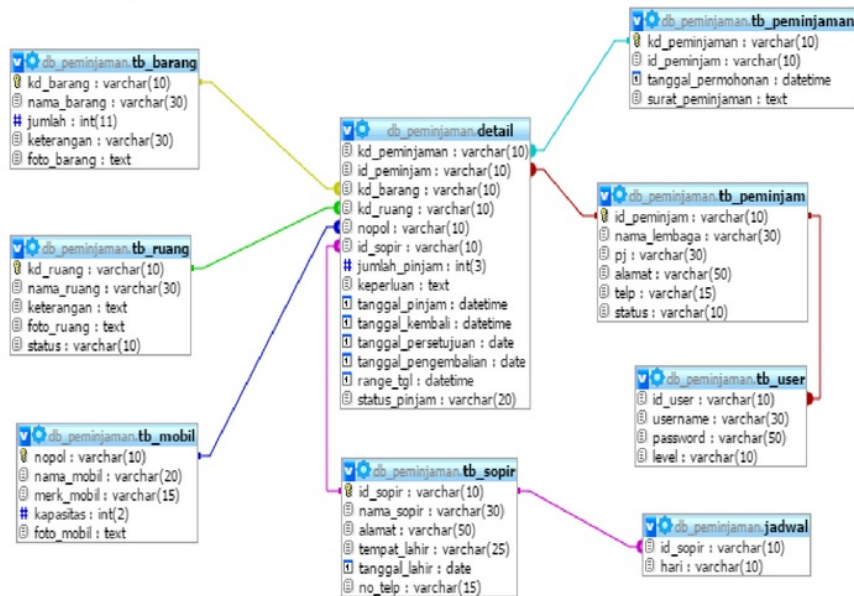 db_peminjaman.tb_barang
kd_barang : varchar(10)
nama_barang : varchar(30)
# jumlah : int(11)
keterangan : varchar(30)
foto_barang : text
db_peminjaman.tb_ruang
kd_ruang : varchar(10)
nama_ruang : varchar(30)
keterangan : text
foto_ruang : text
status : varchar(10)
db_peminjaman.tb_mobil
nopol : varchar(10)
nama_mobil : varchar(20)
merk_mobil : varchar(15)
# kapasitas : int(2)
foto_mobil : text
db_peminjaman.detail
kd_peminjaman : varchar(10)
id_peminjam : varchar(10)
kd_barang : varchar(10)
kd_ruang : varchar(10)
nopol : varchar(10)
id_sopir : varchar(10)
# jumlah_pinjam : int(3)
keperluan : text
tanggal_pinjam : datetime
tanggal_kembali : datetime
tanggal_persetujuan : date
tanggal_pengembalian : date
range_tgl : datetime
status_pinjam : varchar(20)
db_peminjaman.tb_sopir
id_sopir : varchar(10)
nama_sopir : varchar(30)
alamat : varchar(50)
tempat_lahir : varchar(25)
tanggal_lahir : date
no_telp : varchar(15)
db_peminjaman.tb_peminjaman
kd_peminjaman : varchar(10)
id_peminjam : varchar(10)
tanggal_permohonan : datetime
surat_peminjaman : text
db_peminjaman.tb_peminjam
id_peminjam : varchar(10)
nama_lembaga : varchar(30)
pj : varchar(30)
alamat : varchar(50)
telp : varchar(15)
status : varchar(10)
db_peminjaman.tb_user
id_user : varchar(10)
username : varchar(30)
password : varchar(50)
level : varchar(10)
db_peminjaman.jadwal
id_sopir : varchar(10)
hari : varchar(10)